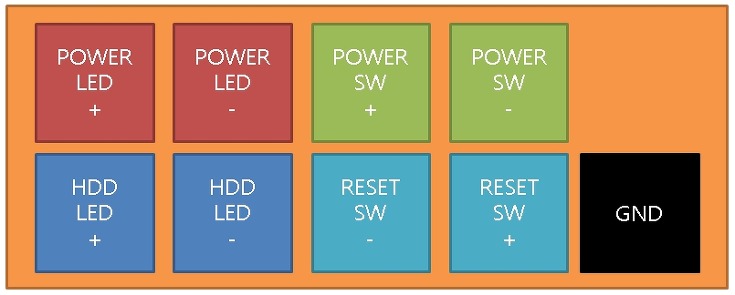 POWER
LED
+
POWER
LED
-
POWER
SW
+
POWER
SW
-
HDD
LED
+
HDD
LED
-
RESET
SW
-
RESET
SW
+
GND